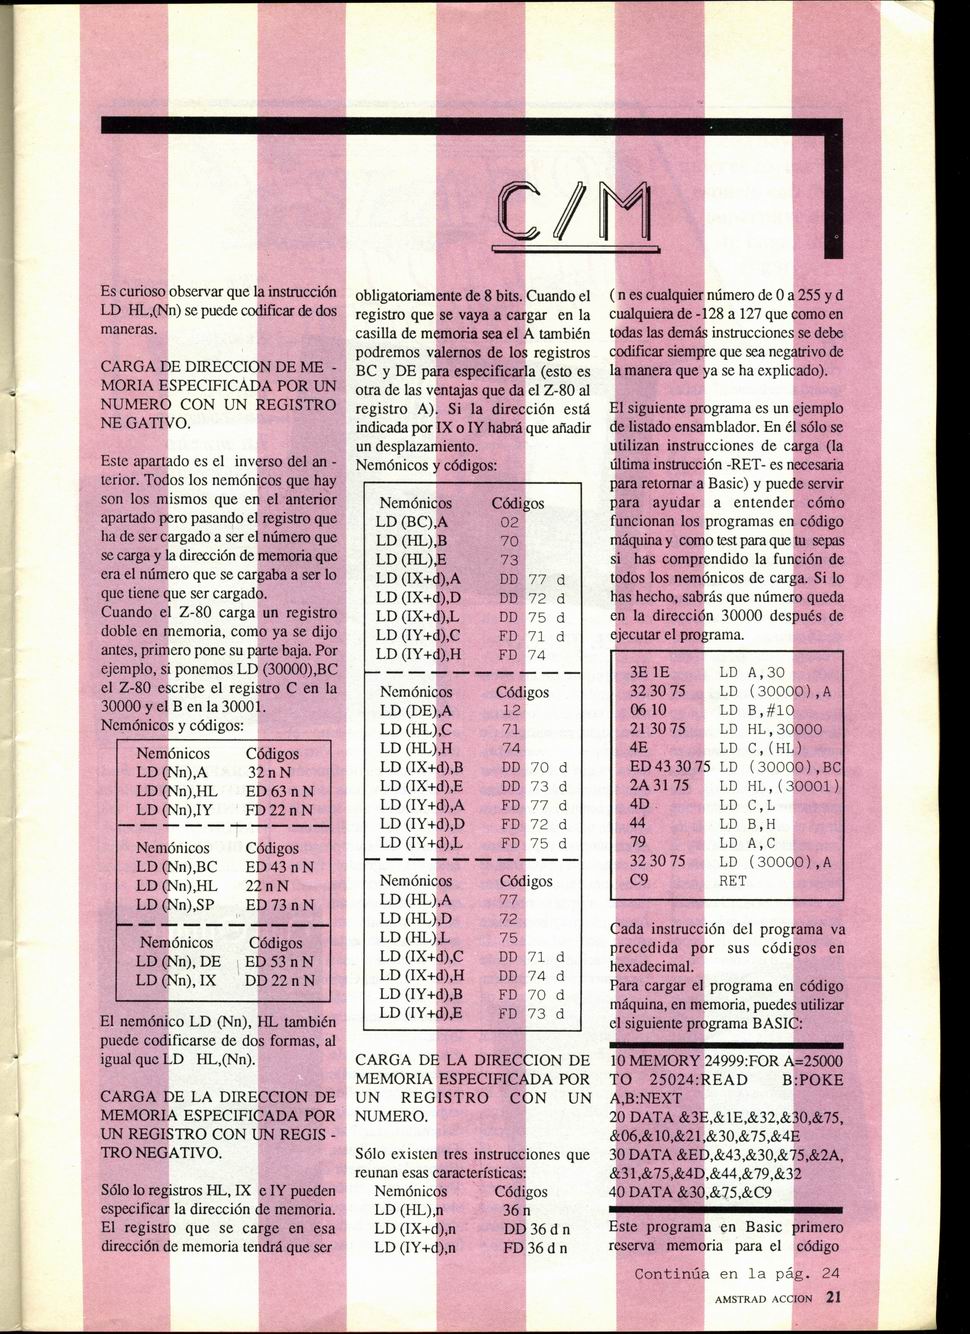 C/M
Es curioso observar que la instrucción
LD HL,(Nn) se puede codificar de dos
maneras.
CARGA DE DIRECCION DE ME -
MORIA ESPECIFICADA POR UN
NUMERO CON UN REGISTRO
NE GATIVO.
Este apartado es el inverso del an -
terior. Todos los nemónicos que hay
son los mismos que en el anterior
apartado pero pasando el registro que
ha de ser cargado a ser el número que
se carga y la dirección de memoria que
era el número que se cargaba a ser lo
que tiene que ser cargado.
Cuando el Z-80 carga un registro
doble en memoria, como ya se dijo
antes, primero pone su parte baja. Por
ejemplo, si ponemos LD (30000),BC
el Z-80 escribe el registro C en la
30000 y el B en la 30001.
Nemónicos y códigos:
Nemónicos Códigos
LD (Nn),A 32 n N
LD (Nn),HL ED 63 n N
LD (Nn),IY FD 22 n N
Nemónicos Códigos
LD (Nn),BC ED 43 n N
LD (Nn),HL 22 n N
LD (Nn),SP ED 73 n N
Nemónicos Códigos
LD (Nn), DE ED 53 n N
LD (Nn), IX DD 22 n N
El nemónico LD (Nn), HL también
puede codificarse de dos formas, al
igual que LD HL,(Nn).
CARGA DE LA DIRECCION DE
MEMORIA ESPECIFICADA POR
UN REGISTRO CON UN REGIS -
TRO NEGATIVO.
Sólo lo registros HL, IX e IY pueden
especificar la dirección de memoria.
El registro que se carge en esa
dirección de memoria tendrá que ser
obligatoriamente de 8 bits. Cuando el
registro que se vaya a cargar en la
casilla de memoria sea el A también
podremos valernos de los registros
BC y DE para especificarla (esto es
otra de las ventajas que da el Z-80 al
registro A). Si la dirección está
indicada por IX o IY habrá que añadir
un desplazamiento.
Nemónicos y códigos:
Nemónicos Códigos
LD (BC),A 02
LD (HL),B 70
LD (HL),E 73
LD (IX+d),A DD 77 d
LD (IX+d),D DD 72 d
LD (IX+d),L DD 75 d
LD (IY+d),C FD 71 d
LD (IY+d),H FD 74
Nemónicos Códigos
LD (DE),A 12
LD (HL),C 71
LD (HL),H 74
LD (IX+d),B DD 70 d
LD (IX+d),E DD 73 d
LD (IY+d),A FD 77 d
LD (IY+d),D FD 72 d
LD (IY+d),L FD 75 d
Nemónicos Códigos
LD (HL),A 77
LD (HL),D 72
LD (HL),L 75
LD (IX+d),C DD 71 d
LD (IX+d),H DD 74 d
LD (IY+d),B FD 70 d
LD (IY+d),E FD 73 d
CARGA DE LA DIRECCION DE
MEMORIA ESPECIFICADA POR
UN REGISTRO CON UN
NUMERO.
Sólo existen tres instrucciones que
reunan esas características:
Nemónicos Códigos
LD (HL),n 36 n
LD (IX+d),n DD 36 d n
LD (IY+d),n FD 36 d n
( n es cualquier número de 0 a 255 y d
cualquiera de -128 a 127 que como en
todas las demás instrucciones se debe
codificar siempre que sea negatrivo de
la manera que ya se ha explicado).
El siguiente programa es un ejemplo
de listado ensamblador. En él sólo se
utilizan instrucciones de carga (la
última instrucción -RET- es necesaria
para retornar a Basic) y puede servir
para ayudar a entender cómo
funcionan los programas en código
máquina y como test para que tu sepas
si has comprendido la función de
todos los nemónicos de carga. Si lo
has hecho, sabrás que número queda
en la dirección 30000 después de
ejecutar el programa.
3E 1E LD A,30
32 30 75 LD (30000),A
06 10 LD B,#10
21 30 75 LD HL,30000
4E LD C,(HL)
ED 43 30 75 LD (30000),BC
2A 31 75 LD HL,(30001)
4D LD C,L
44 LD B,H
79 LD A,C
32 30 75 LD (30000),A
C9 RET
Cada instrucción del programa va
precedida por sus códigos en
hexadecimal.
Para cargar el programa en código
máquina, en memoria, puedes utilizar
el siguiente programa BASIC:
10 MEMORY 24999:FOR A=25000
TO 25024:READ B:POKE
A,B:NEXT
20 DATA &3E,&1E,&32,&30,&75,
&06,&10,&21,&30,&75,&4E
30 DATA &ED,&43,&30,&75,&2A,
&31,&75,&4D,&44,&79,&32
40 DATA &30,&75,&C9
Este programa en Basic primero
reserva memoria para el código
Continúa en la pág. 24
AMSTRAD ACCION 21